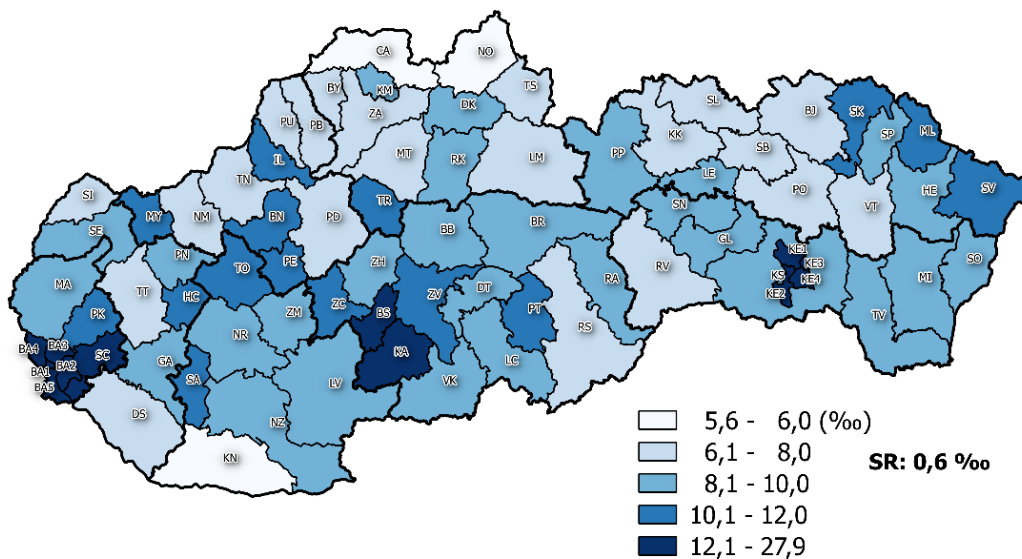 CA
NO
TS
BY
KM
DK
PU
PB
ZA
SL
BJ
SK
SP
ML
KK
SB
IL
MT
RK
LM
PP
LE
PO
VT
HE
SV
SI
MY
NM
TN
BN
PD
TR
SE
PN
TO
PE
ZH
BB
BR
SN
GL
KE1
KE3
KS
KE4
KE2
SO
MI
TV
MA
TT
HC
PK
ZC
BS
ZV
DT
PT
RA
RV
RS
NR
ZM
KA
BA4
BA3
SC
BA1
BA2
BA5
GA
SA
LV
VK
LC
DS
NZ
KN
5,6 - 6,0 (‰)
6,1 - 8,0
8,1 - 10,0
10,1 - 12,0
12,1 - 27,9
SR: 0,6 ‰